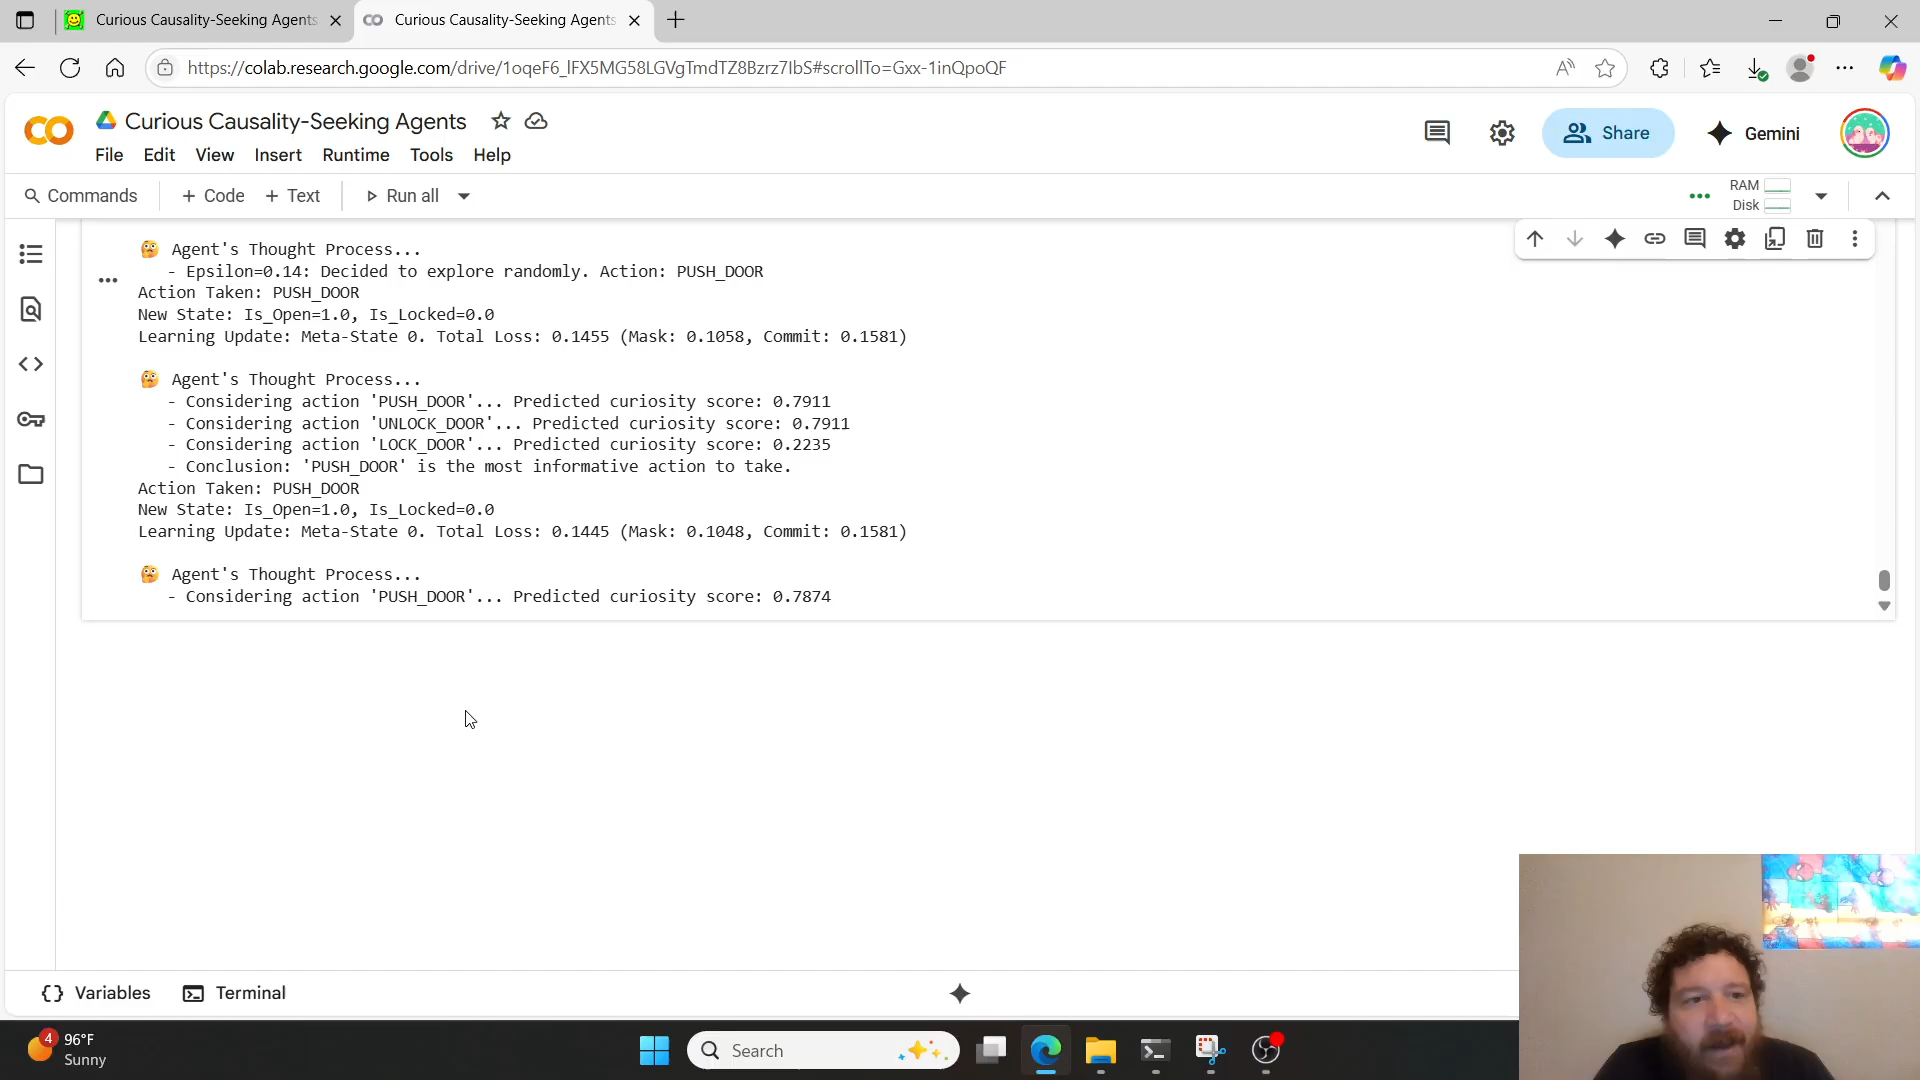 Curious Causality-Seeking Agents
Curious Causality-Seeking Agents
https://colab.research.google.com/drive/1oqeF6_lFX5MG58LGVgTmdTZ8Bzrz7IbS#scrollTo=Gxx-1inQpoQF
Curious Causality-Seeking Agents
Share
Gemini
File Edit View Insert Runtime Tools Help
Commands
+ Code + Text
Run all
RAM
Disk
🤔 Agent's Thought Process...
- Epsilon=0.14: Decided to explore randomly. Action: PUSH_DOOR
Action Taken: PUSH_DOOR
New State: Is_Open=1.0, Is_Locked=0.0
Learning Update: Meta-State 0. Total Loss: 0.1455 (Mask: 0.1058, Commit: 0.1581)
🤔 Agent's Thought Process...
- Considering action 'PUSH_DOOR'... Predicted curiosity score: 0.7911
- Considering action 'UNLOCK_DOOR'... Predicted curiosity score: 0.7911
- Considering action 'LOCK_DOOR'... Predicted curiosity score: 0.2235
- Conclusion: 'PUSH_DOOR' is the most informative action to take.
Action Taken: PUSH_DOOR
New State: Is_Open=1.0, Is_Locked=0.0
Learning Update: Meta-State 0. Total Loss: 0.1445 (Mask: 0.1048, Commit: 0.1581)
🤔 Agent's Thought Process...
- Considering action 'PUSH_DOOR'... Predicted curiosity score: 0.7874
Variables
Terminal
4
96°F
Sunny
Search